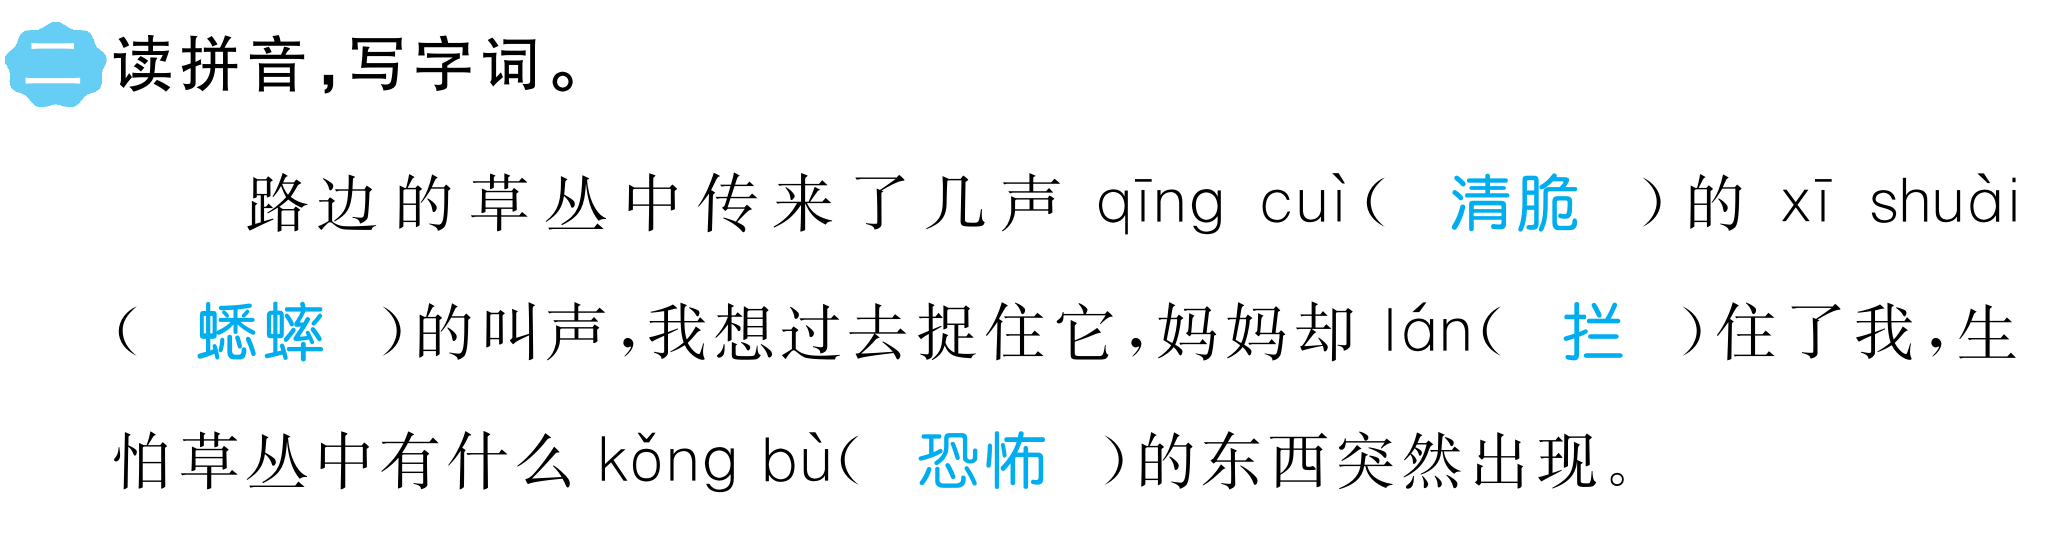 二 读拼音,写字词。
路边的草丛中传来了几声 qīng cuì( 清脆 )的 xī shuài
( 蟋蟀 )的叫声,我想过去捉住它,妈妈却 lán( 拦 )住了我,生
怕草丛中有什么 kǒng bù( 恐怖 )的东西突然出现。